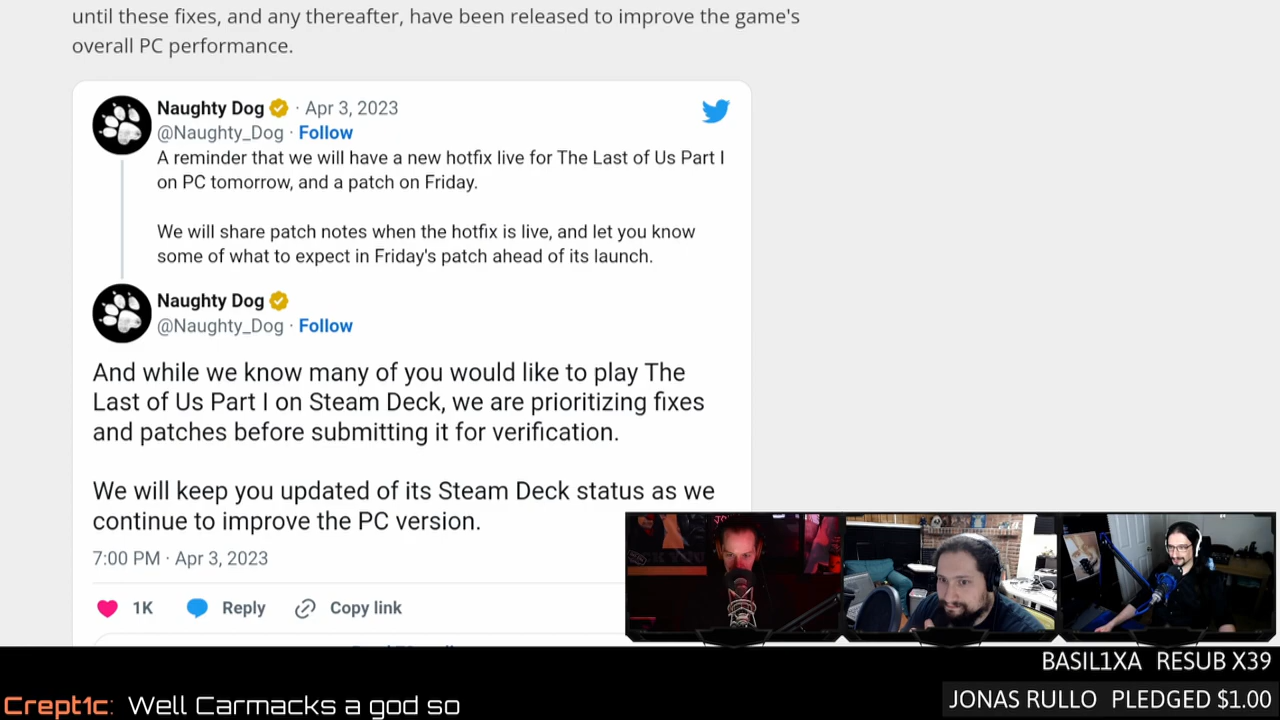 until these fixes, and any thereafter, have been released to improve the game's
overall PC performance.
Naughty Dog · Apr 3, 2023
@Naughty_Dog · Follow
A reminder that we will have a new hotfix live for The Last of Us Part I
on PC tomorrow, and a patch on Friday.
We will share patch notes when the hotfix is live, and let you know
some of what to expect in Friday's patch ahead of its launch.
Naughty Dog
@Naughty_Dog · Follow
And while we know many of you would like to play The
Last of Us Part I on Steam Deck, we are prioritizing fixes
and patches before submitting it for verification.
We will keep you updated of its Steam Deck status as we
continue to improve the PC version.
7:00 PM · Apr 3, 2023
1K Reply Copy link
BASIL1XA RESUB X39
Crept1c: Well Carmacks a god so
JONAS RULLO PLEDGED $1.00